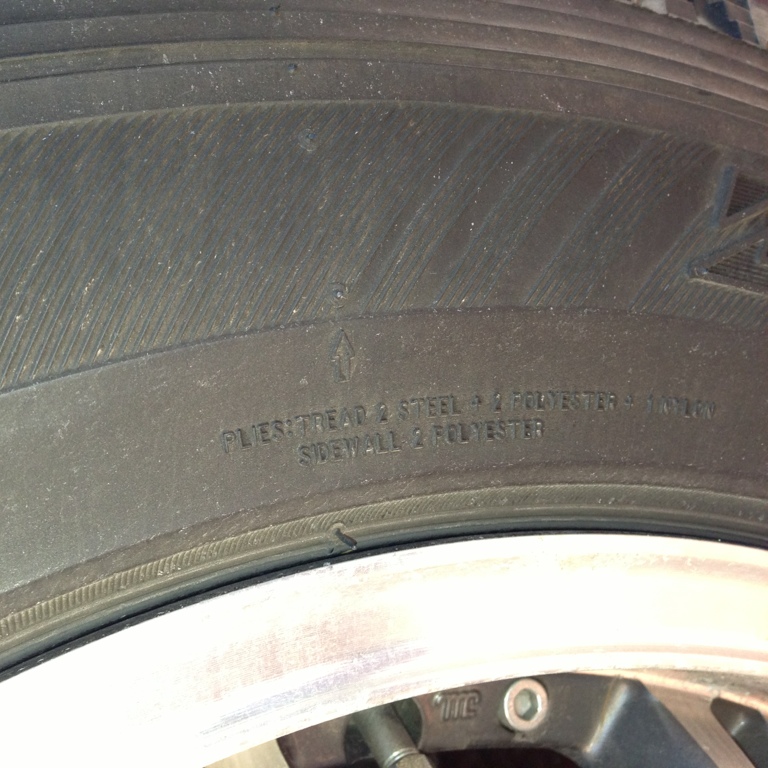 PLIES: TREAD 2 STEEL + 2 POLYESTER + 1 NYLON
SIDEWALL 2 POLYESTER